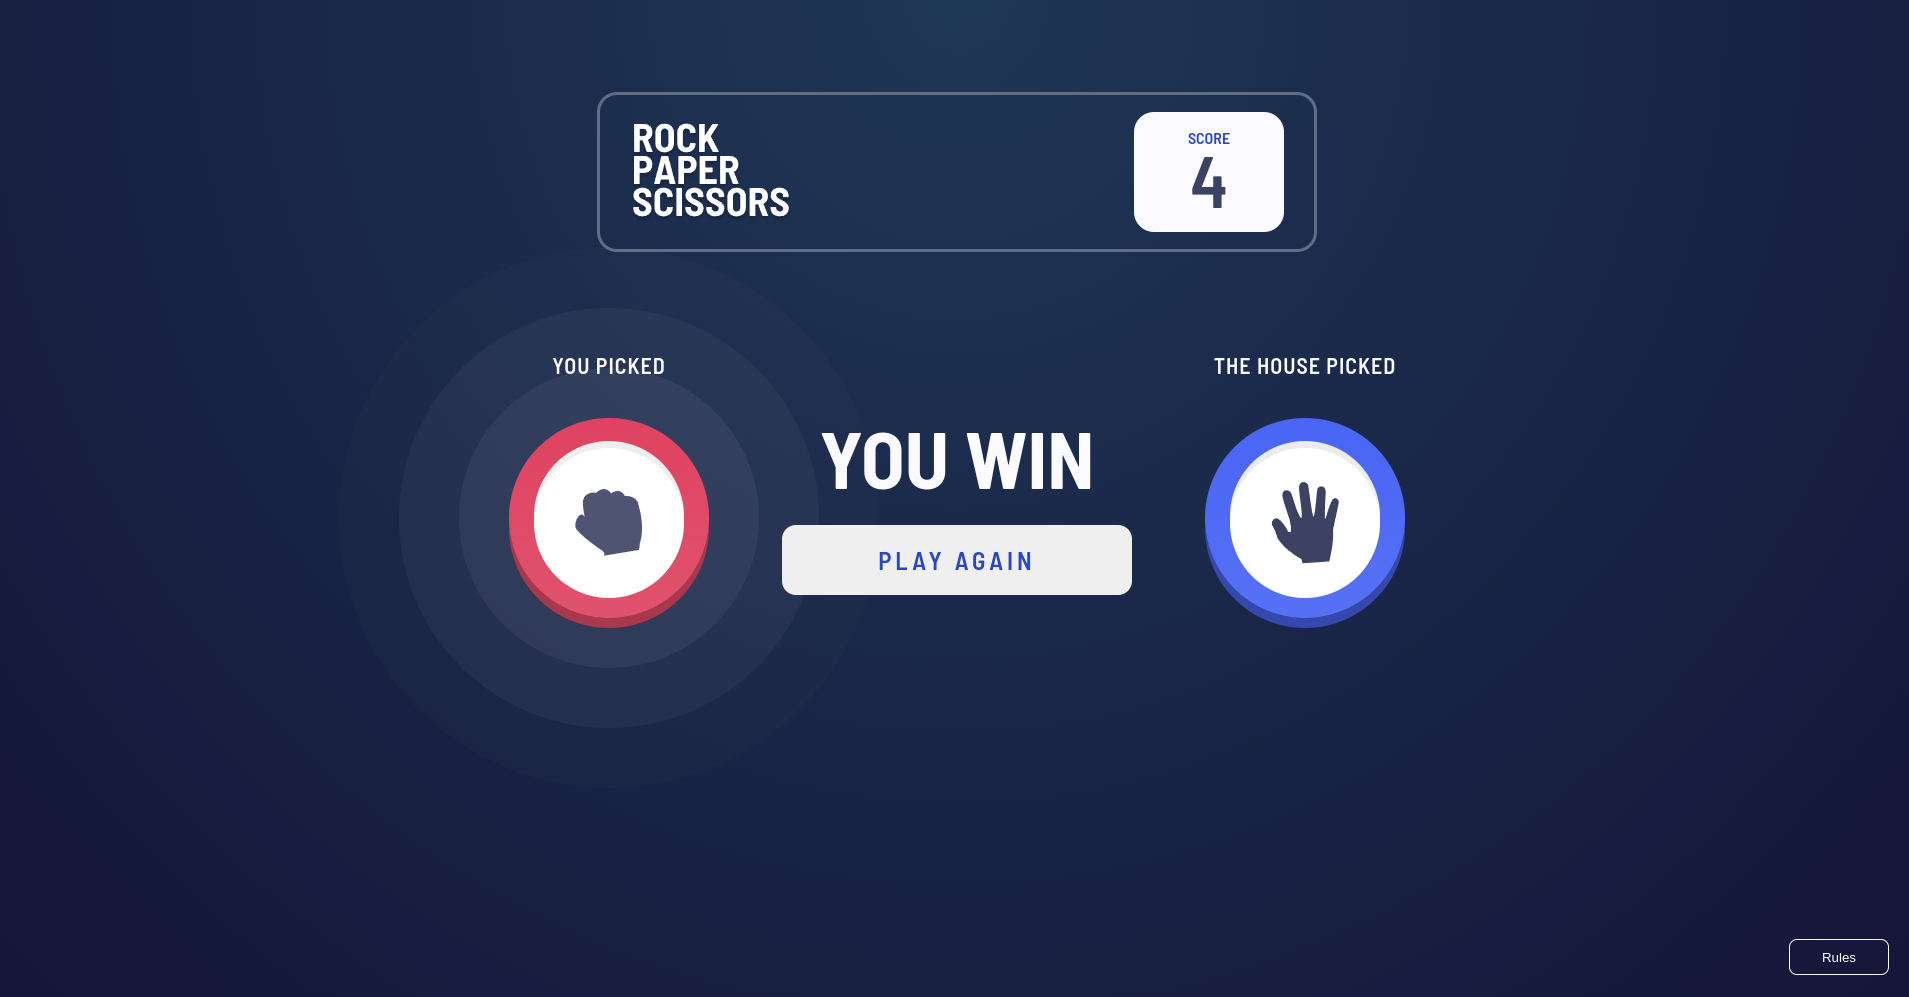 ROCK
PAPER
SCISSORS
SCORE
4
YOU PICKED
THE HOUSE PICKED
YOU WIN
PLAY AGAIN
Rules